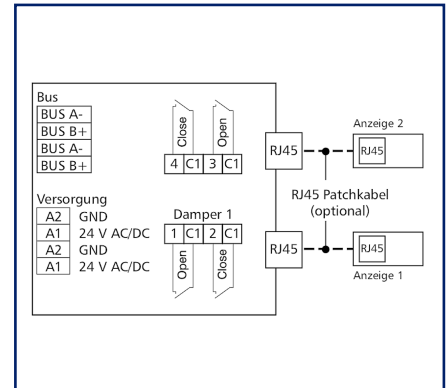 Bus
BUS A-
BUS B+
BUS A-
BUS B+
Close
Open
4 C1 3 C1
Versorgung
A2 GND
A1 24 V AC/DC
A2 GND
A1 24 V AC/DC
Damper 1
1 C1 2 C1
Open
Close
RJ45
RJ45
RJ45 Patchkabel
(optional)
Anzeige 2
RJ45
RJ45
Anzeige 1